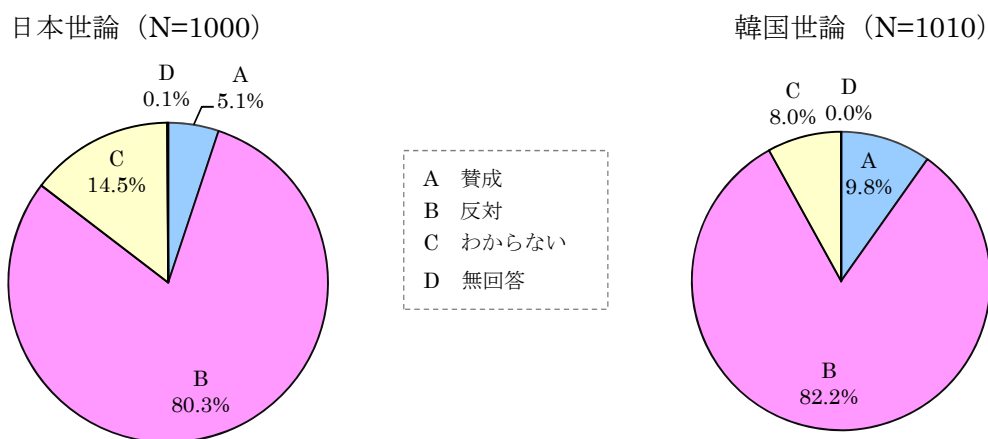 日本世論（N=1000）
韓国世論（N=1010）
D
0.1%
A
5.1%
C
14.5%
B
80.3%
A 賛成
B 反対
C わからない
D 無回答
C
8.0%
D
0.0%
A
9.8%
B
82.2%